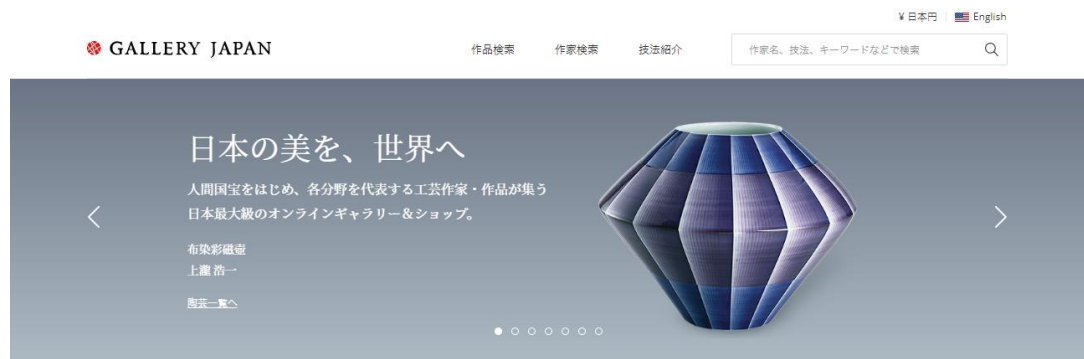 ¥ 日本円
English
GALLERY JAPAN
作品検索
作家検索
技法紹介
作家名、技法、キーワードなどで検索
日本の美を、世界へ
人間国宝をはじめ、各分野を代表する工芸作家・作品が集う
日本最大級のオンラインギャラリー＆ショップ。
布染彩磁壺
上瀧 浩一
陶芸一覧へ